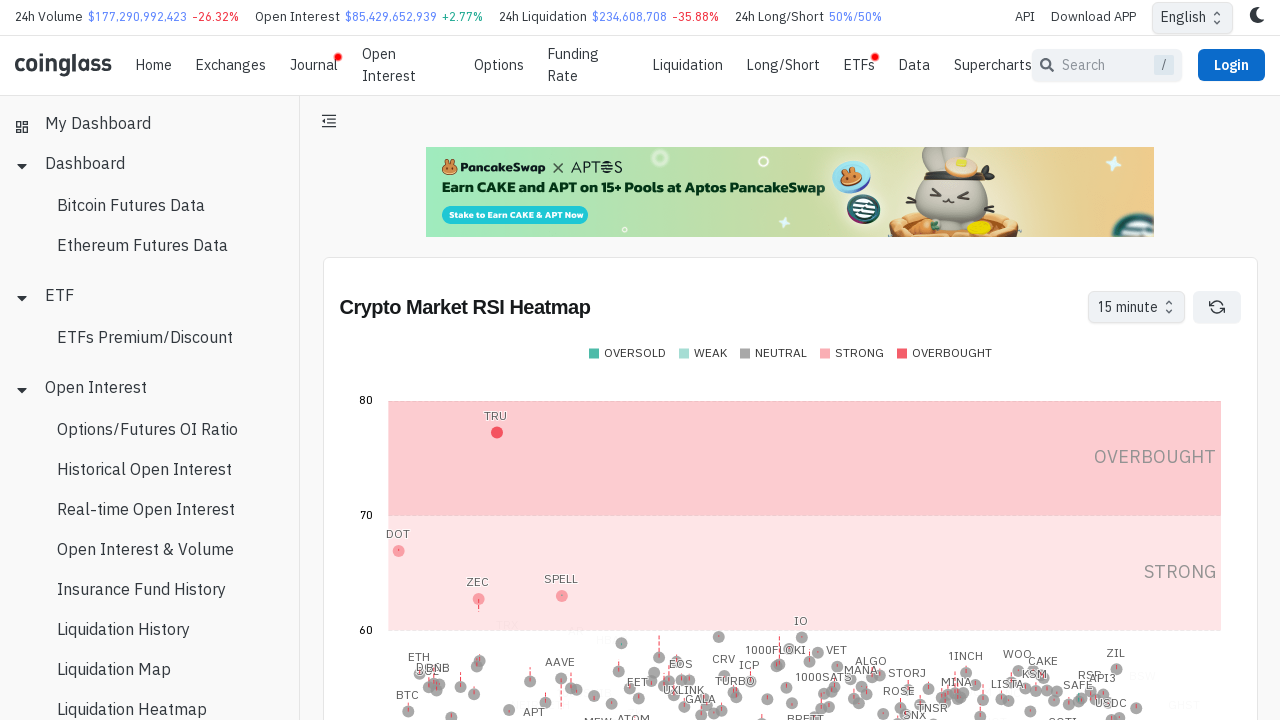 24h Volume $177,290,992,423 -26.32% Open Interest $85,429,652,939 +2.77% 24h Liquidation $234,608,708 -35.88% 24h Long/Short 50%/50% API Download APP English
coinglass Home Exchanges Journal Open Interest Options Funding Rate Liquidation Long/Short ETFs Data Supercharts Search / Login
My Dashboard
Dashboard
Bitcoin Futures Data
Ethereum Futures Data
ETF
ETFs Premium/Discount
Open Interest
Options/Futures OI Ratio
Historical Open Interest
Real-time Open Interest
Open Interest & Volume
Insurance Fund History
Liquidation History
Liquidation Map
Liquidation Heatmap
PancakeSwap × APTOS
Earn CAKE and APT on 15+ Pools at Aptos PancakeSwap
Stake to Earn CAKE & APT Now
Crypto Market RSI Heatmap 15 minute
OVERSOLD WEAK NEUTRAL STRONG OVERBOUGHT
80
TRU
OVERBOUGHT
70
DOT
STRONG
ZEC SPELL
60
IO
ETH AAVE EOS CRV ICP 1000FLOKI VET MANA ALGO STORJ 1INCH WOO CAKE ZIL
BNB FET UXLINK TURBO 1000SATS ROSE MINA LISTA KSM SAFE RSR API3
BTC APT GALA SNX TNSR USDC
ATOM BRETT